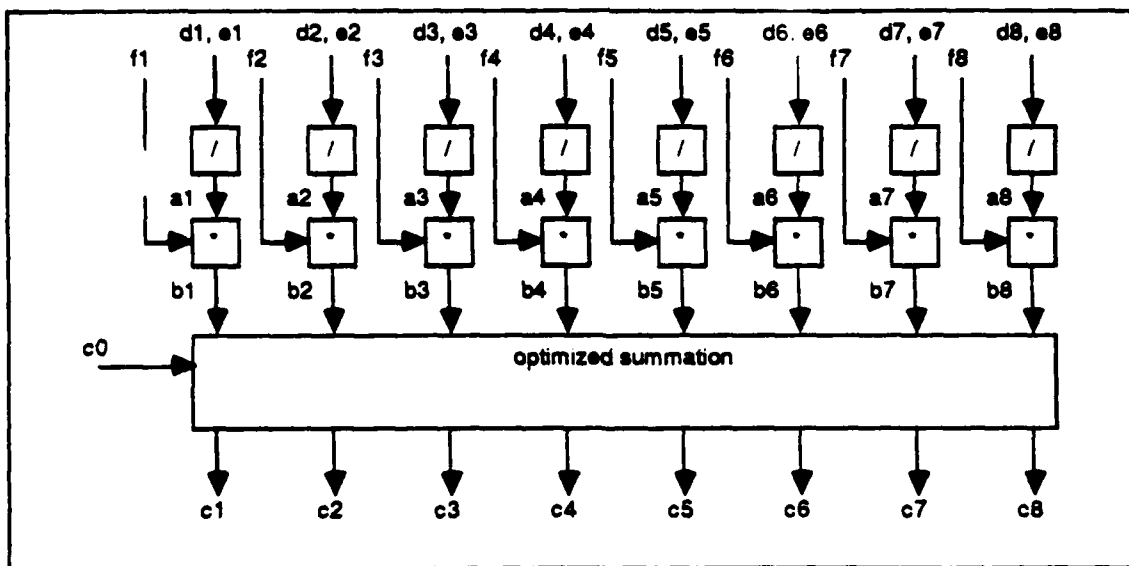 d1, e1 d2, e2 d3, e3 d4, e4 d5, e5 d6. e6 d7, e7 d8, e8
f1 f2 f3 f4 f5 f6 f7 f8
/ / / / / / / /
a1 a2 a3 a4 a5 a6 a7 a8
* * * * * * * *
b1 b2 b3 b4 b5 b6 b7 b8
c0 optimized summation
c1 c2 c3 c4 c5 c6 c7 c8